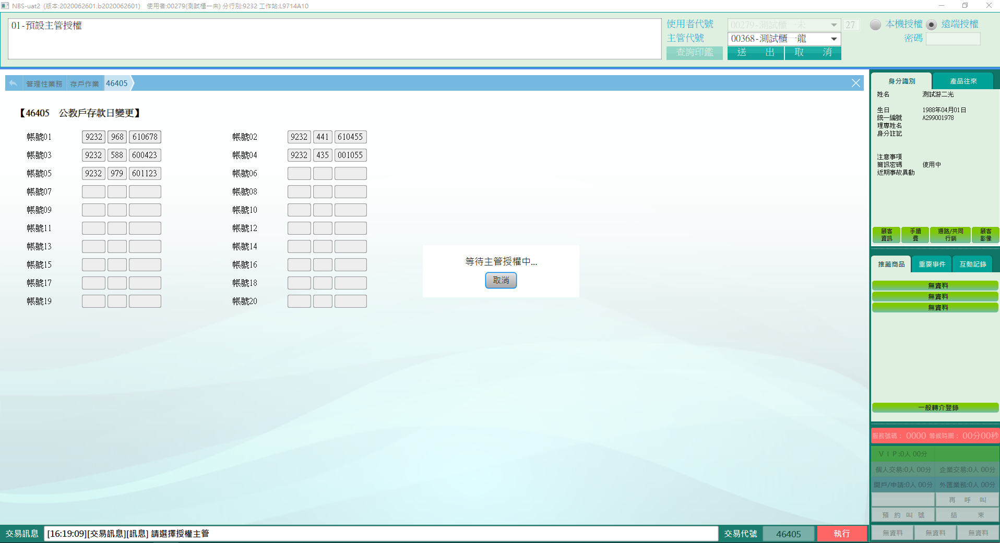 NBS-uat2 (版本:2020062601.b2020062601) 使用者:00279(測試櫃一未) 分行別:9232 工作站:L9714A10
01-預設主管授權
使用者代號 00279-測試櫃一未 27 本機授權 遠端授權
主管代號 00368-測試櫃一龍 密碼
查詢印鑑 送 出 取 消
管理性業務 存戶作業 46405
【46405 公教戶存款日變更】
帳號01 9232 968 610678 帳號02 9232 441 610455
帳號03 9232 588 600423 帳號04 9232 435 001055
帳號05 9232 979 601123 帳號06
帳號07 帳號08
帳號09 帳號10
帳號11 帳號12
帳號13 帳號14
帳號15 帳號16
帳號17 帳號18
帳號19 帳號20
等待主管授權中...
取消
身分識別 產品往來
姓名 測試游二光
生日 1988年04月01日
統一編號 A299001978
理專姓名
身分註記
注意事項
簡訊密碼 使用中
近期事故異動
顧客資訊 手續費 通路/共同行銷 顧客影像
推薦商品 重要事件 互動記錄
無資料
無資料
無資料
一般轉介登錄
服務號碼: 0000 等候時間: 00分00秒
VIP:0人 00分
個人交易:0人 00分 企業交易:0人 00分
開戶/申請:0人 00分 外匯業務:0人 00分
再 呼 叫
預 約 叫 號 結 束
無資料 無資料 無資料
交易訊息 [16:19:09][交易訊息][訊息] 請選擇授權主管 交易代號 46405 執行